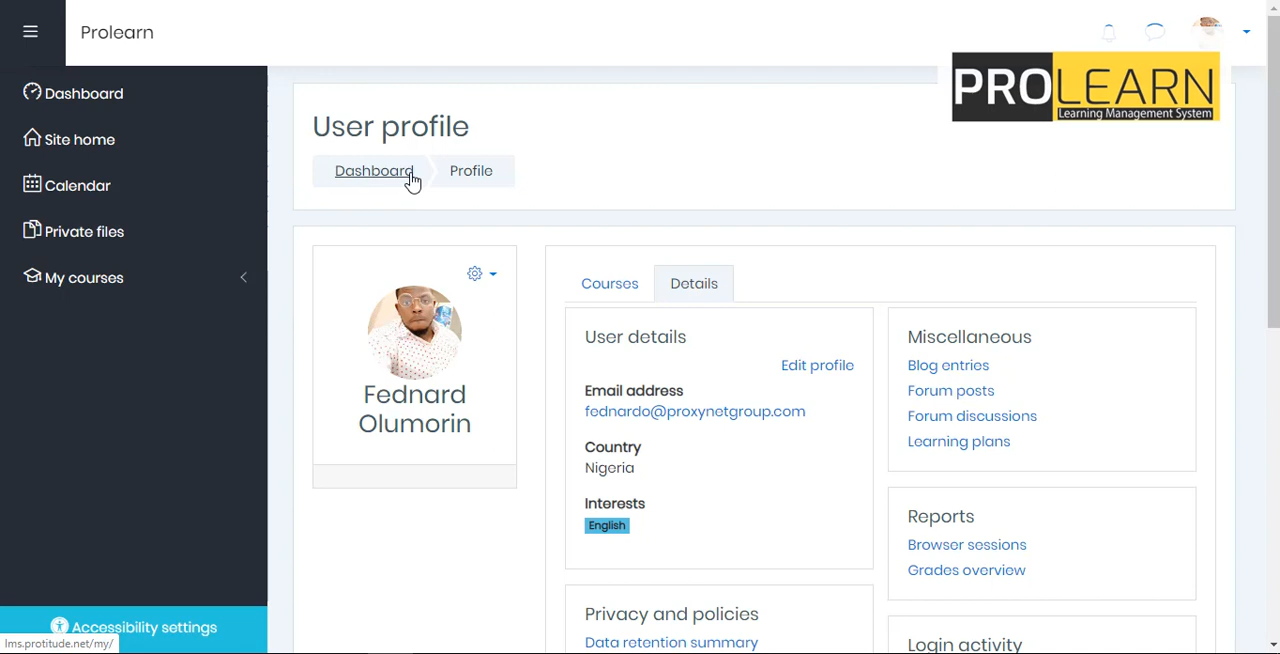 Prolearn
PROLEARN
Learning Management System
Dashboard
Site home
Calendar
Private files
My courses
Accessibility settings
lms.protitude.net/my/
User profile
Dashboard
Profile
Fednard
Olumorin
Courses
Details
User details
Edit profile
Email address
fednardo@proxynetgroup.com
Country
Nigeria
Interests
English
Privacy and policies
Data retention summary
Miscellaneous
Blog entries
Forum posts
Forum discussions
Learning plans
Reports
Browser sessions
Grades overview
Login activity